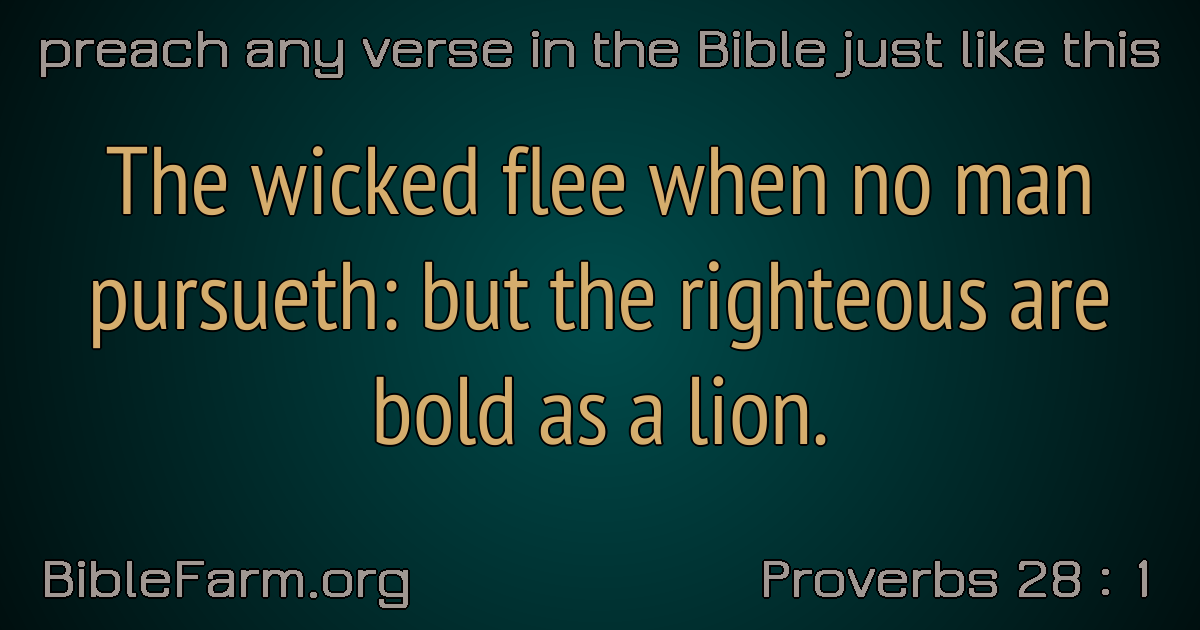 preach any verse in the Bible just like this
The wicked flee when no man
pursueth: but the righteous are
bold as a lion.
BibleFarm.org
Proverbs 28 : 1